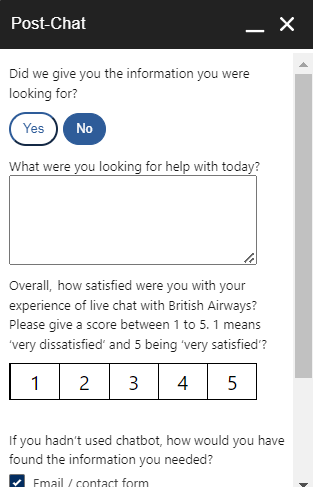 Post-Chat
Did we give you the information you were
looking for?
Yes No
What were you looking for help with today?
Overall, how satisfied were you with your
experience of live chat with British Airways?
Please give a score between 1 to 5. 1 means
‘very dissatisfied’ and 5 being ‘very satisfied’?
1 2 3 4 5
If you hadn’t used chatbot, how would you have
found the information you needed?
Email / contact form